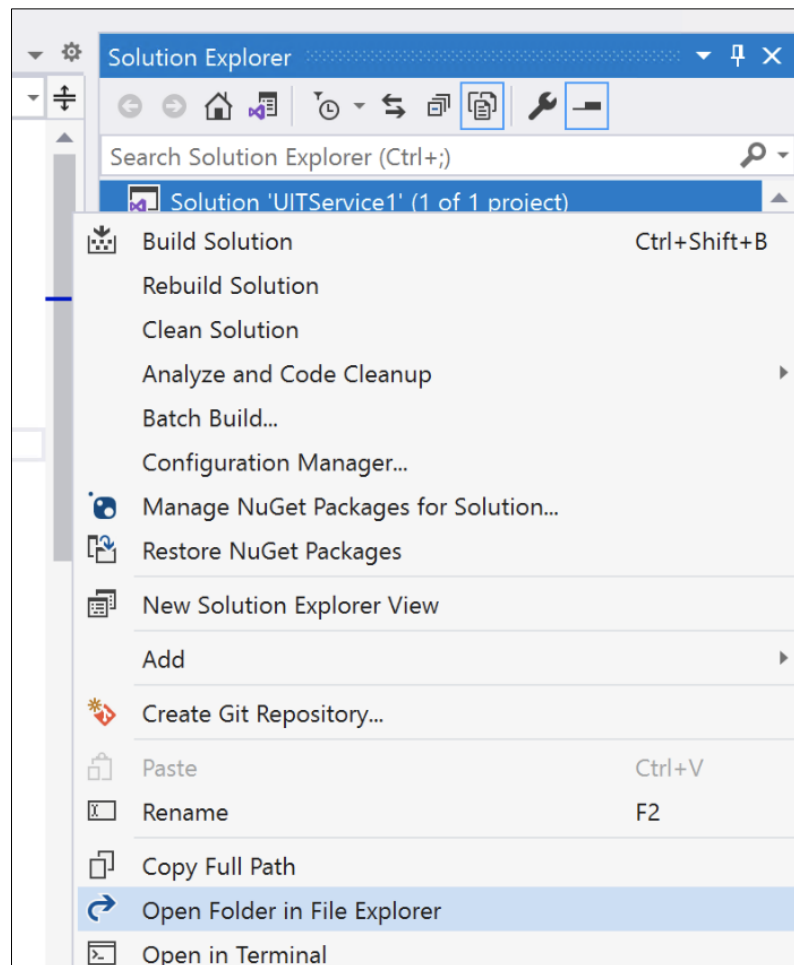 Solution Explorer
Search Solution Explorer (Ctrl+;)
Solution 'UITService1' (1 of 1 project)
Build Solution Ctrl+Shift+B
Rebuild Solution
Clean Solution
Analyze and Code Cleanup
Batch Build...
Configuration Manager...
Manage NuGet Packages for Solution...
Restore NuGet Packages
New Solution Explorer View
Add
Create Git Repository...
Paste Ctrl+V
Rename F2
Copy Full Path
Open Folder in File Explorer
Open in Terminal